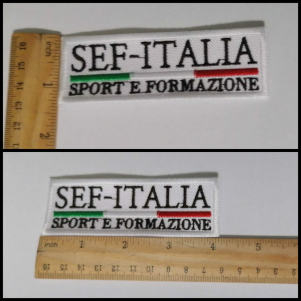 SEF-ITALIA
SPORT E FORMAZIONE
SEF-ITALIA
SPORT E FORMAZIONE
inch 1 2 3 4 5